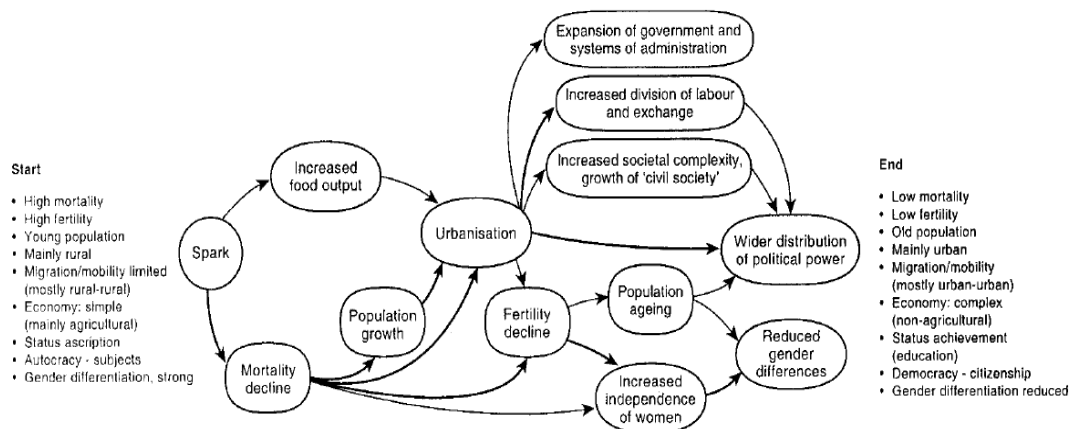 Start
• High mortality
• High fertility
• Young population
• Mainly rural
• Migration/mobility limited
(mostly rural-rural)
• Economy: simple
(mainly agricultural)
• Status ascription
• Autocracy - subjects
• Gender differentiation, strong
Spark
Increased
food output
Mortality
decline
Population
growth
Urbanisation
Fertility
decline
Expansion of government and
systems of administration
Increased division of labour
and exchange
Increased societal complexity,
growth of 'civil society'
Population
ageing
Increased
independence
of women
Wider distribution
of political power
Reduced
gender
differences
End
• Low mortality
• Low fertility
• Old population
• Mainly urban
• Migration/mobility
(mostly urban-urban)
• Economy: complex
(non-agricultural)
• Status achievement
(education)
• Democracy - citizenship
• Gender differentiation reduced